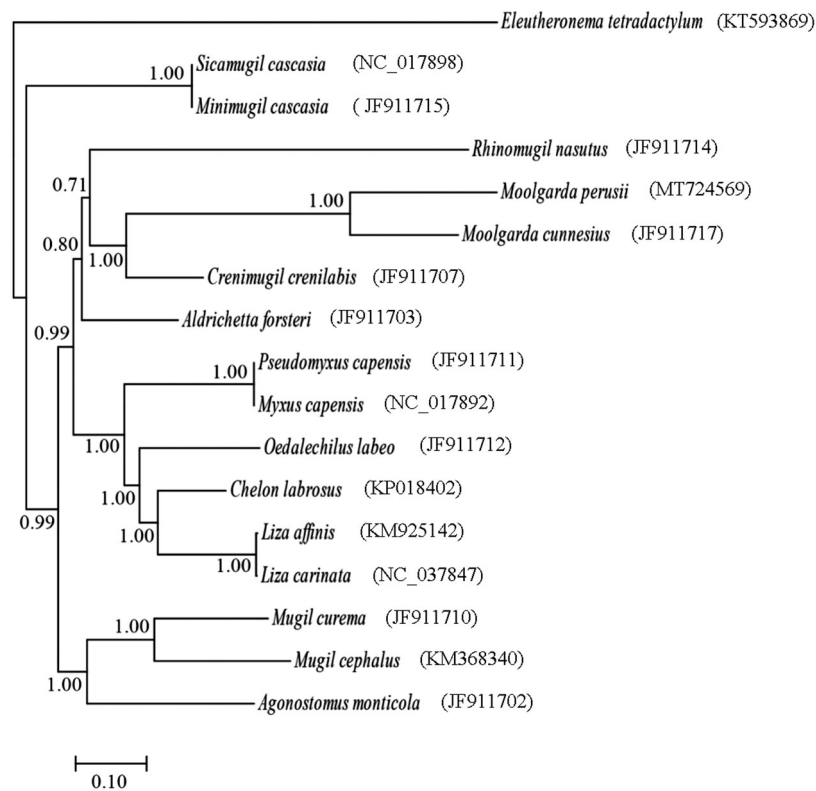 Eleutheronema tetradactylum (KT593869)
Sicamugil cascasia (NC_017898)
1.00
Minimugil cascasia ( JF911715)
Rhinomugil nasutus (JF911714)
0.71
Moolgarda perusii (MT724569)
1.00
Moolgarda cunnesius (JF911717)
0.80
1.00
Crenimugil crenilabis (JF911707)
Aldrichetta forsteri (JF911703)
0.99
Pseudomyxus capensis (JF911711)
1.00
Myxus capensis (NC_017892)
1.00
Oedalechilus labeo (JF911712)
Chelon labrosus (KP018402)
1.00
0.99
Liza affinis (KM925142)
1.00
1.00
Liza carinata (NC_037847)
Mugil curema (JF911710)
1.00
Mugil cephalus (KM368340)
1.00
Agonostomus monticola (JF911702)
0.10